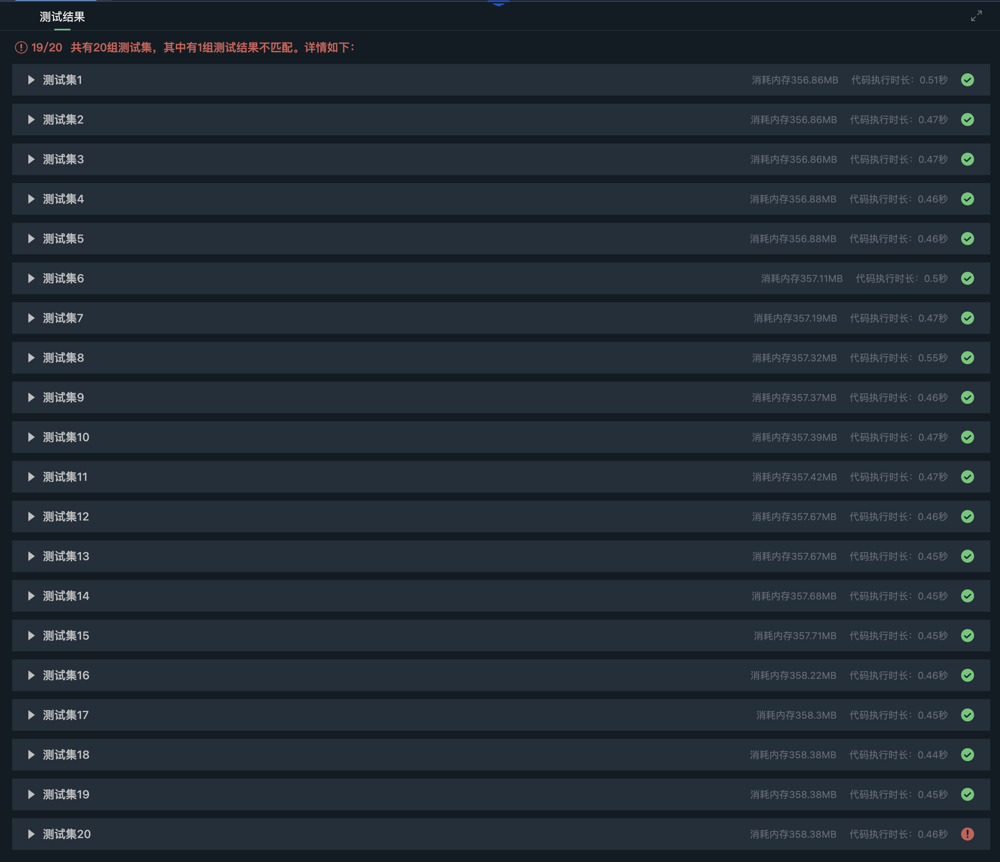 测试结果
19/20 共有20组测试集，其中有1组测试结果不匹配。详情如下：
测试集1 消耗内存356.86MB 代码执行时长：0.51秒
测试集2 消耗内存356.86MB 代码执行时长：0.47秒
测试集3 消耗内存356.86MB 代码执行时长：0.47秒
测试集4 消耗内存356.88MB 代码执行时长：0.46秒
测试集5 消耗内存356.88MB 代码执行时长：0.46秒
测试集6 消耗内存357.11MB 代码执行时长：0.5秒
测试集7 消耗内存357.19MB 代码执行时长：0.47秒
测试集8 消耗内存357.32MB 代码执行时长：0.55秒
测试集9 消耗内存357.37MB 代码执行时长：0.46秒
测试集10 消耗内存357.39MB 代码执行时长：0.47秒
测试集11 消耗内存357.42MB 代码执行时长：0.47秒
测试集12 消耗内存357.67MB 代码执行时长：0.46秒
测试集13 消耗内存357.67MB 代码执行时长：0.45秒
测试集14 消耗内存357.68MB 代码执行时长：0.45秒
测试集15 消耗内存357.71MB 代码执行时长：0.45秒
测试集16 消耗内存358.22MB 代码执行时长：0.46秒
测试集17 消耗内存358.3MB 代码执行时长：0.45秒
测试集18 消耗内存358.38MB 代码执行时长：0.44秒
测试集19 消耗内存358.38MB 代码执行时长：0.45秒
测试集20 消耗内存358.38MB 代码执行时长：0.46秒